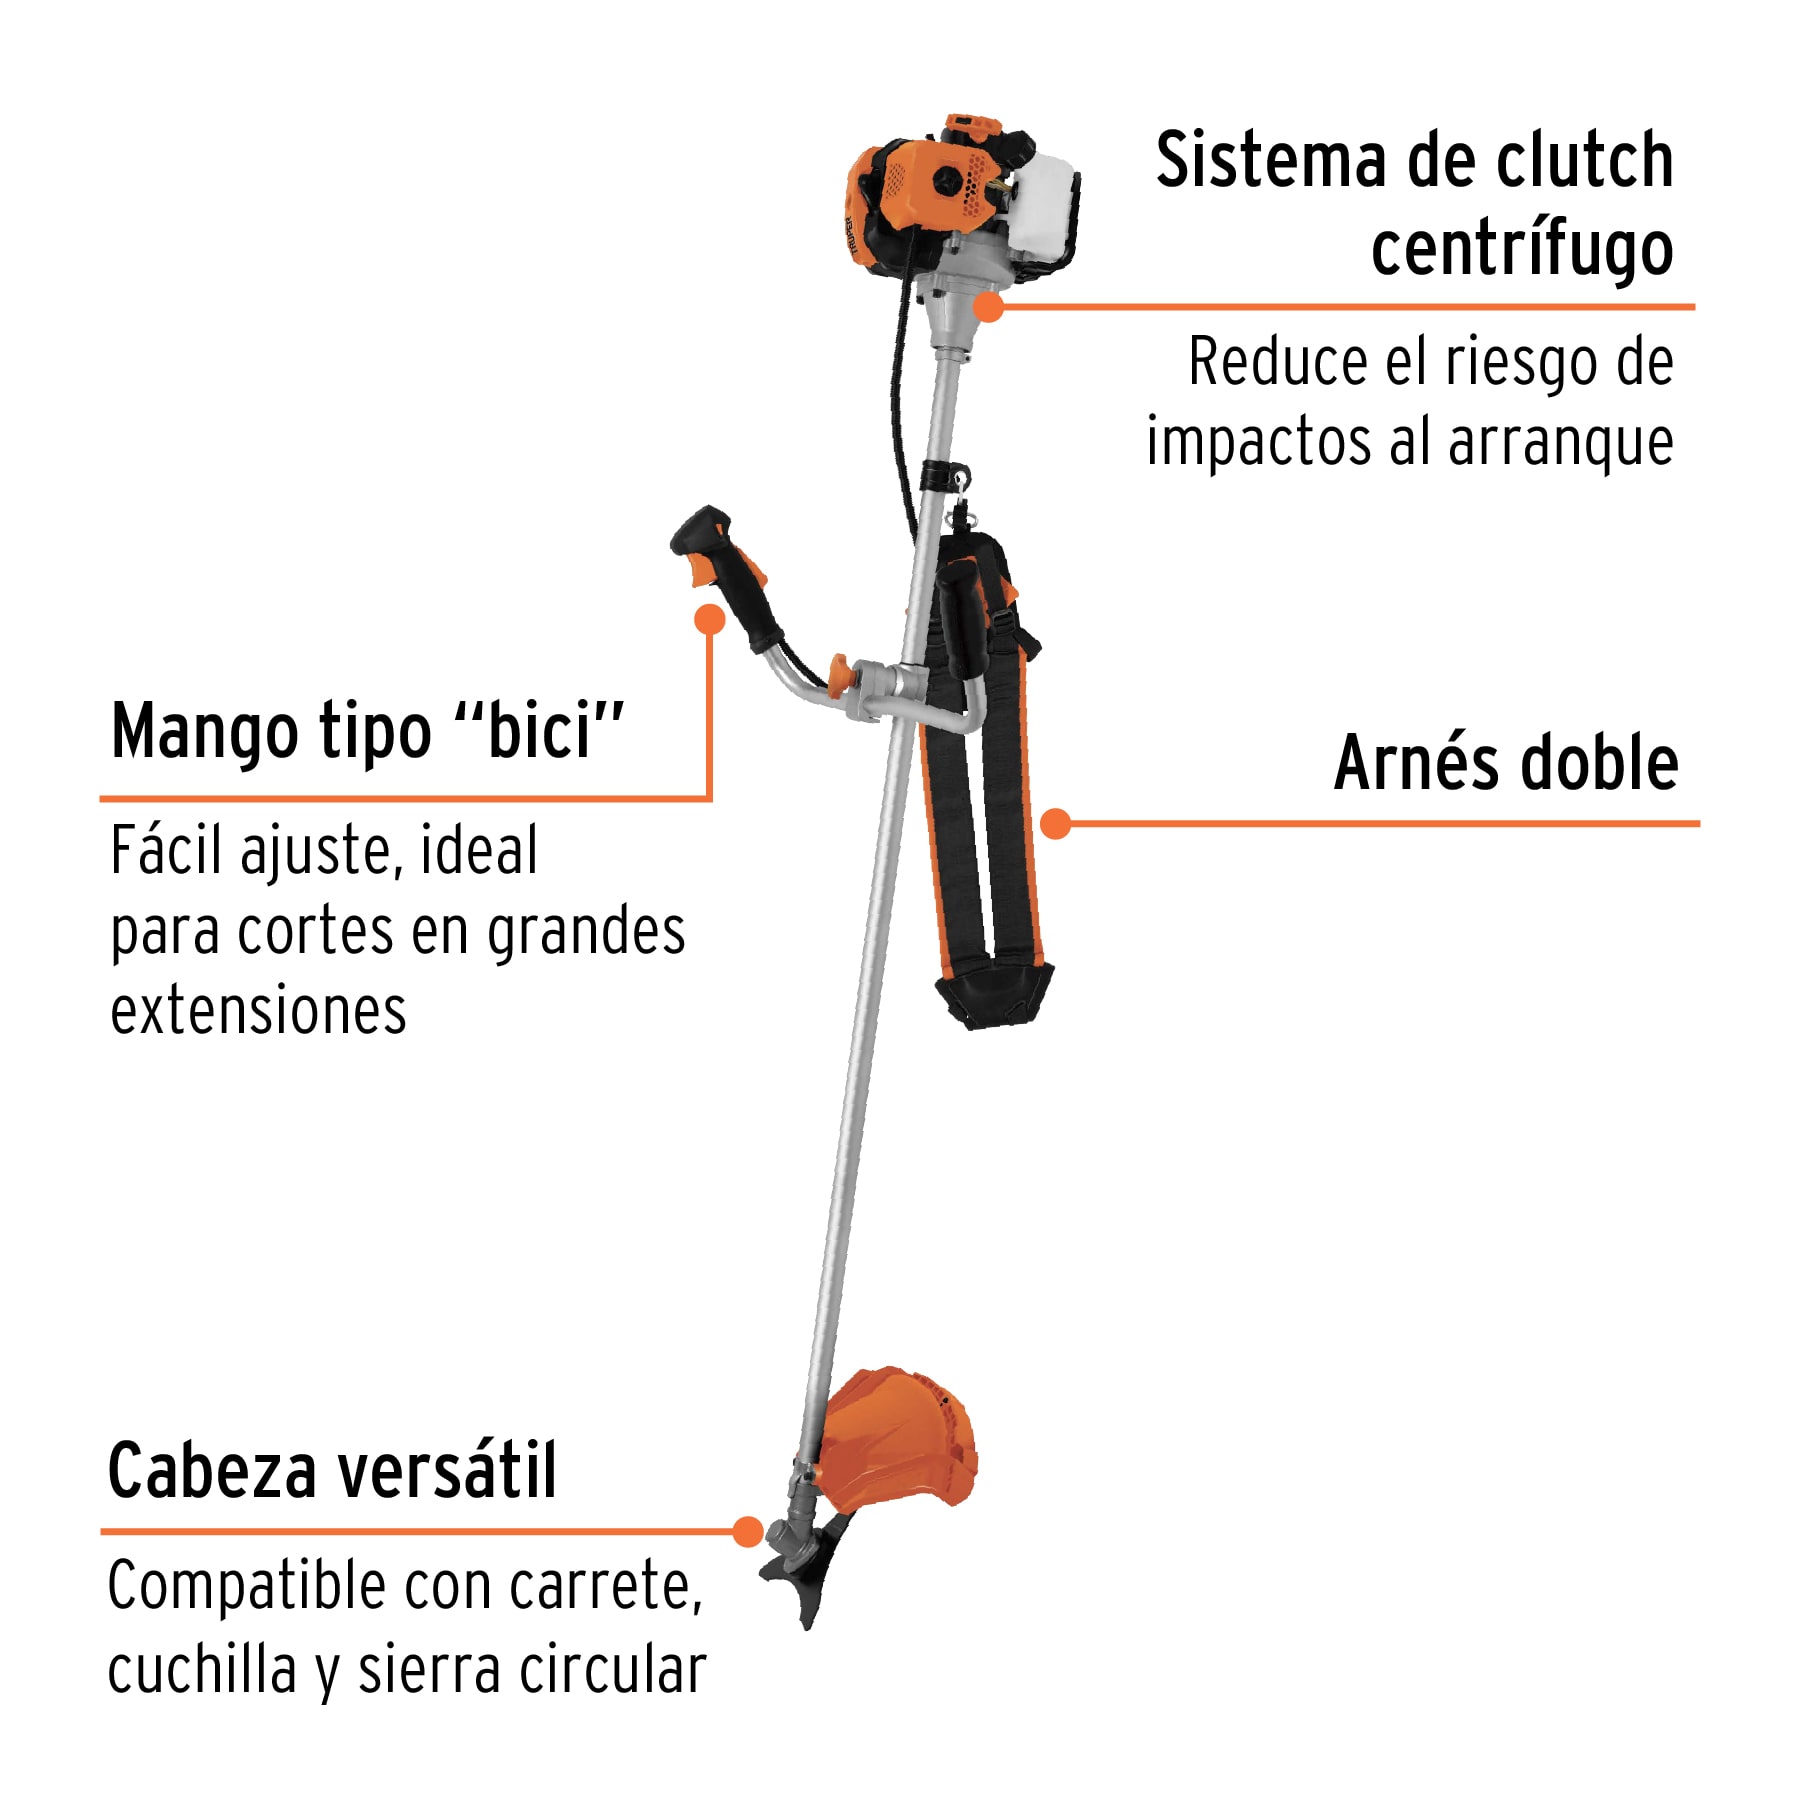 Sistema de clutch
centrífugo
Reduce el riesgo de
impactos al arranque
TRUPER
Mango tipo “bici”
Fácil ajuste, ideal
para cortes en grandes
extensiones
Arnés doble
Cabeza versátil
Compatible con carrete,
cuchilla y sierra circular